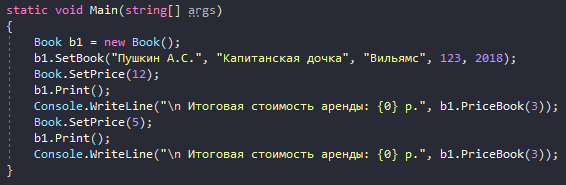 static void Main(string[] args)
{
Book b1 = new Book();
b1.SetBook("Пушкин А.С.", "Капитанская дочка", "Вильямс", 123, 2018);
Book.SetPrice(12);
b1.Print();
Console.WriteLine("\n Итоговая стоимость аренды: {0} р.", b1.PriceBook(3));
Book.SetPrice(5);
b1.Print();
Console.WriteLine("\n Итоговая стоимость аренды: {0} р.", b1.PriceBook(3));
}